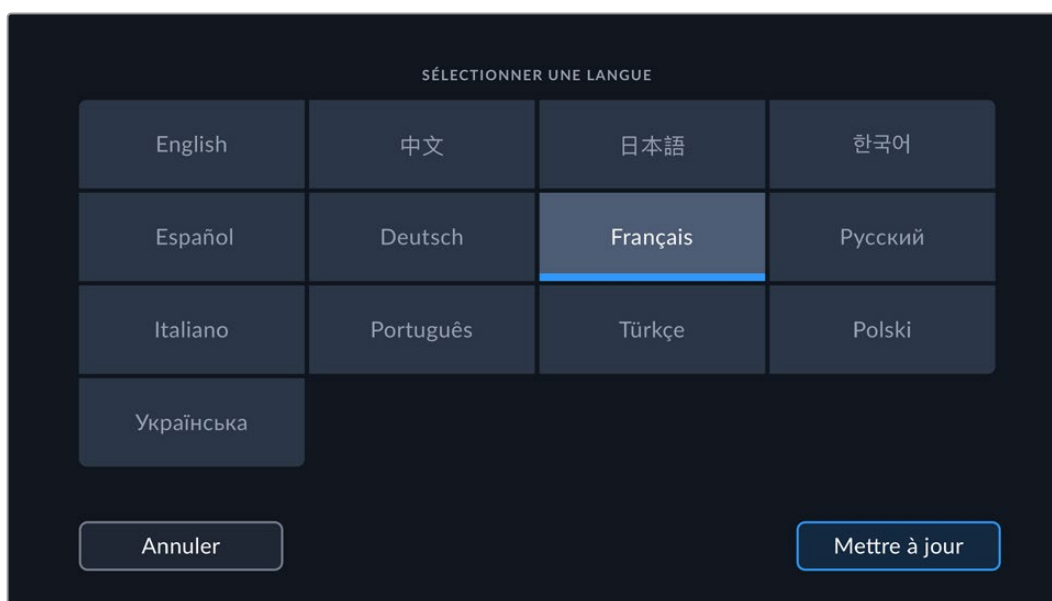 SÉLECTIONNER UNE LANGUE
English 中文 日本語 한국어
Español Deutsch Français Русский
Italiano Português Türkçe Polski
Українська
Annuler Mettre à jour